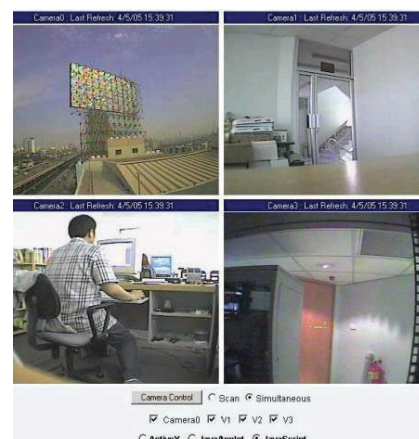 Camera0 : Last Refresh: 4/5/05 15:39:31
Camera1 : Last Refresh: 4/5/05 15:39:31
Camera2 : Last Refresh: 4/5/05 15:39:31
Camera3 : Last Refresh: 4/5/05 15:39:31
Camera Control Scan Simultaneous
Camera0 V1 V2 V3
ActiveX JavaApplet JavaScript